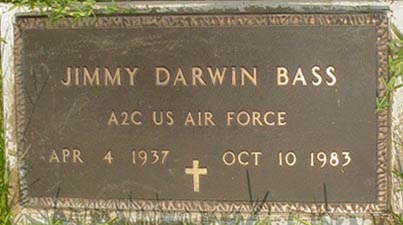 JIMMY DARWIN BASS
A2C US AIR FORCE
APR 4 1937 OCT 10 1983